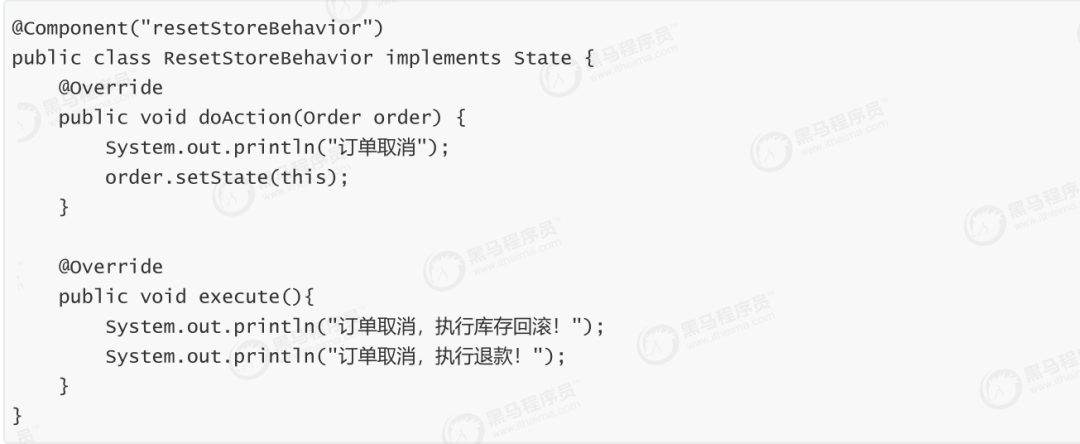 @Component("resetStoreBehavior")
public class ResetStoreBehavior implements State {
    @Override
    public void doAction(Order order) {
        System.out.println("订单取消");
        order.setState(this);
    }

    @Override
    public void execute(){
        System.out.println("订单取消，执行库存回滚！");
        System.out.println("订单取消，执行退款！");
    }
}
黑马程序员
www.itheima.com